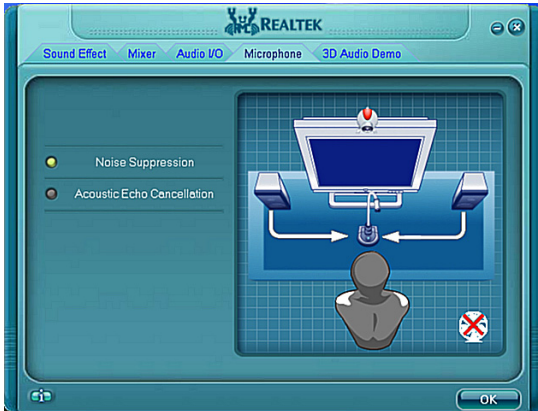 REALTEK
Sound Effect Mixer Audio I/O Microphone 3D Audio Demo
Noise Suppression
Acoustic Echo Cancellation
OK